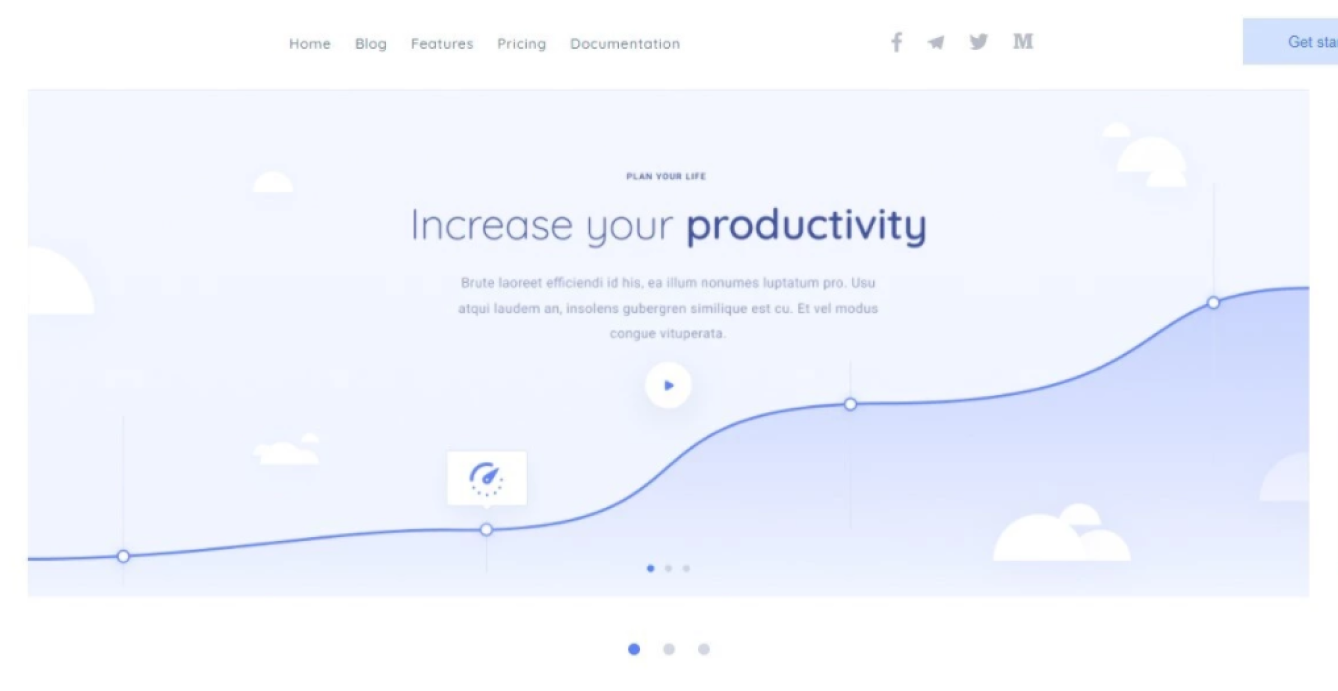 Home Blog Features Pricing Documentation
Get sta
PLAN YOUR LIFE
Increase your productivity
Brute laoreet efficiendi id his, ea illum nonumes luptatum pro. Usu
atqui laudem an, insolens gubergren similique est cu. Et vel modus
congue vituperata.